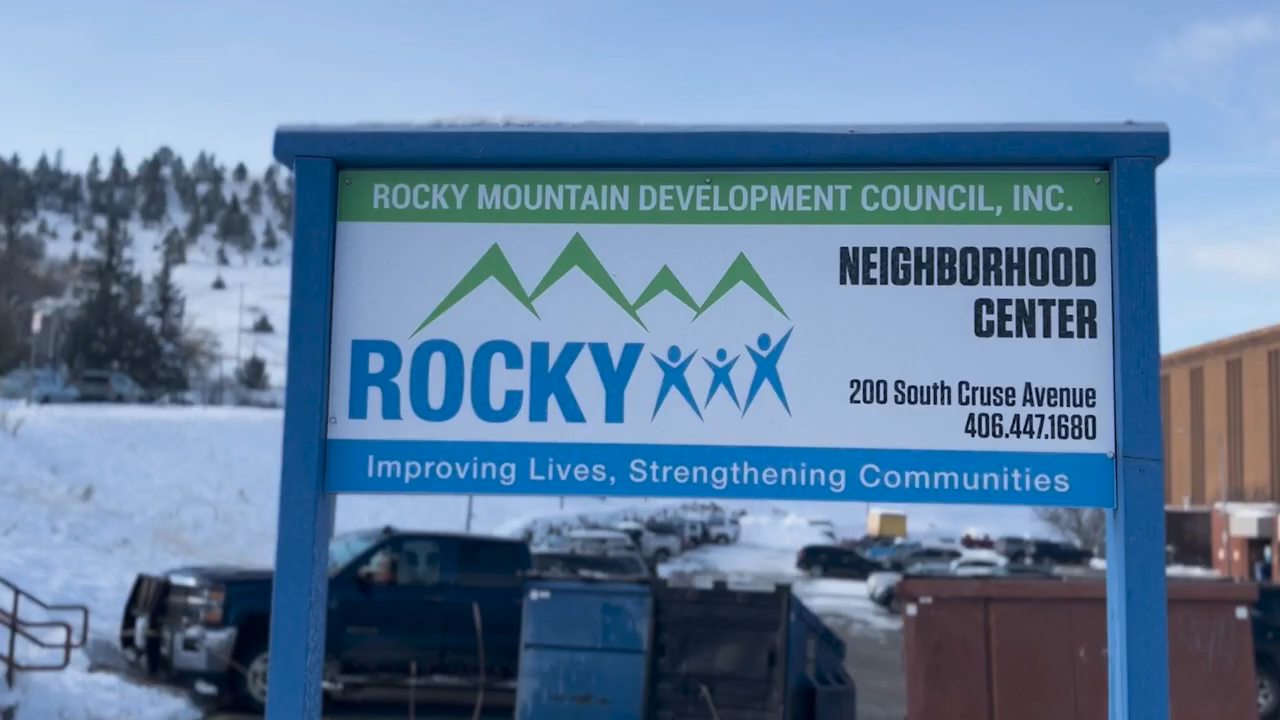 ROCKY MOUNTAIN DEVELOPMENT COUNCIL, INC.
ROCKY
NEIGHBORHOOD
CENTER
200 South Cruse Avenue
406.447.1680
Improving Lives, Strengthening Communities